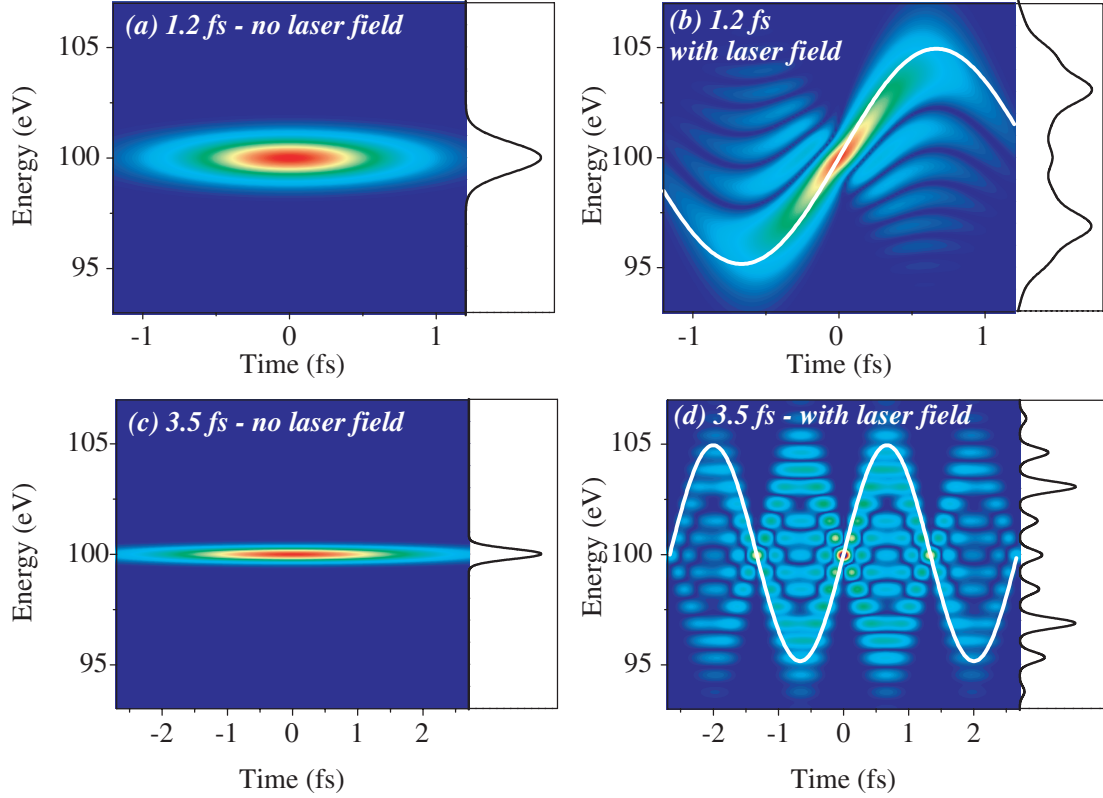 (a) 1.2 fs - no laser field
105
100
95
Energy (eV)
-1
0
1
Time (fs)
(b) 1.2 fs
with laser field
105
100
95
Energy (eV)
-1
0
1
Time (fs)
(c) 3.5 fs - no laser field
105
100
95
Energy (eV)
-2
-1
0
1
2
Time (fs)
(d) 3.5 fs - with laser field
105
100
95
Energy (eV)
-2
-1
0
1
2
Time (fs)